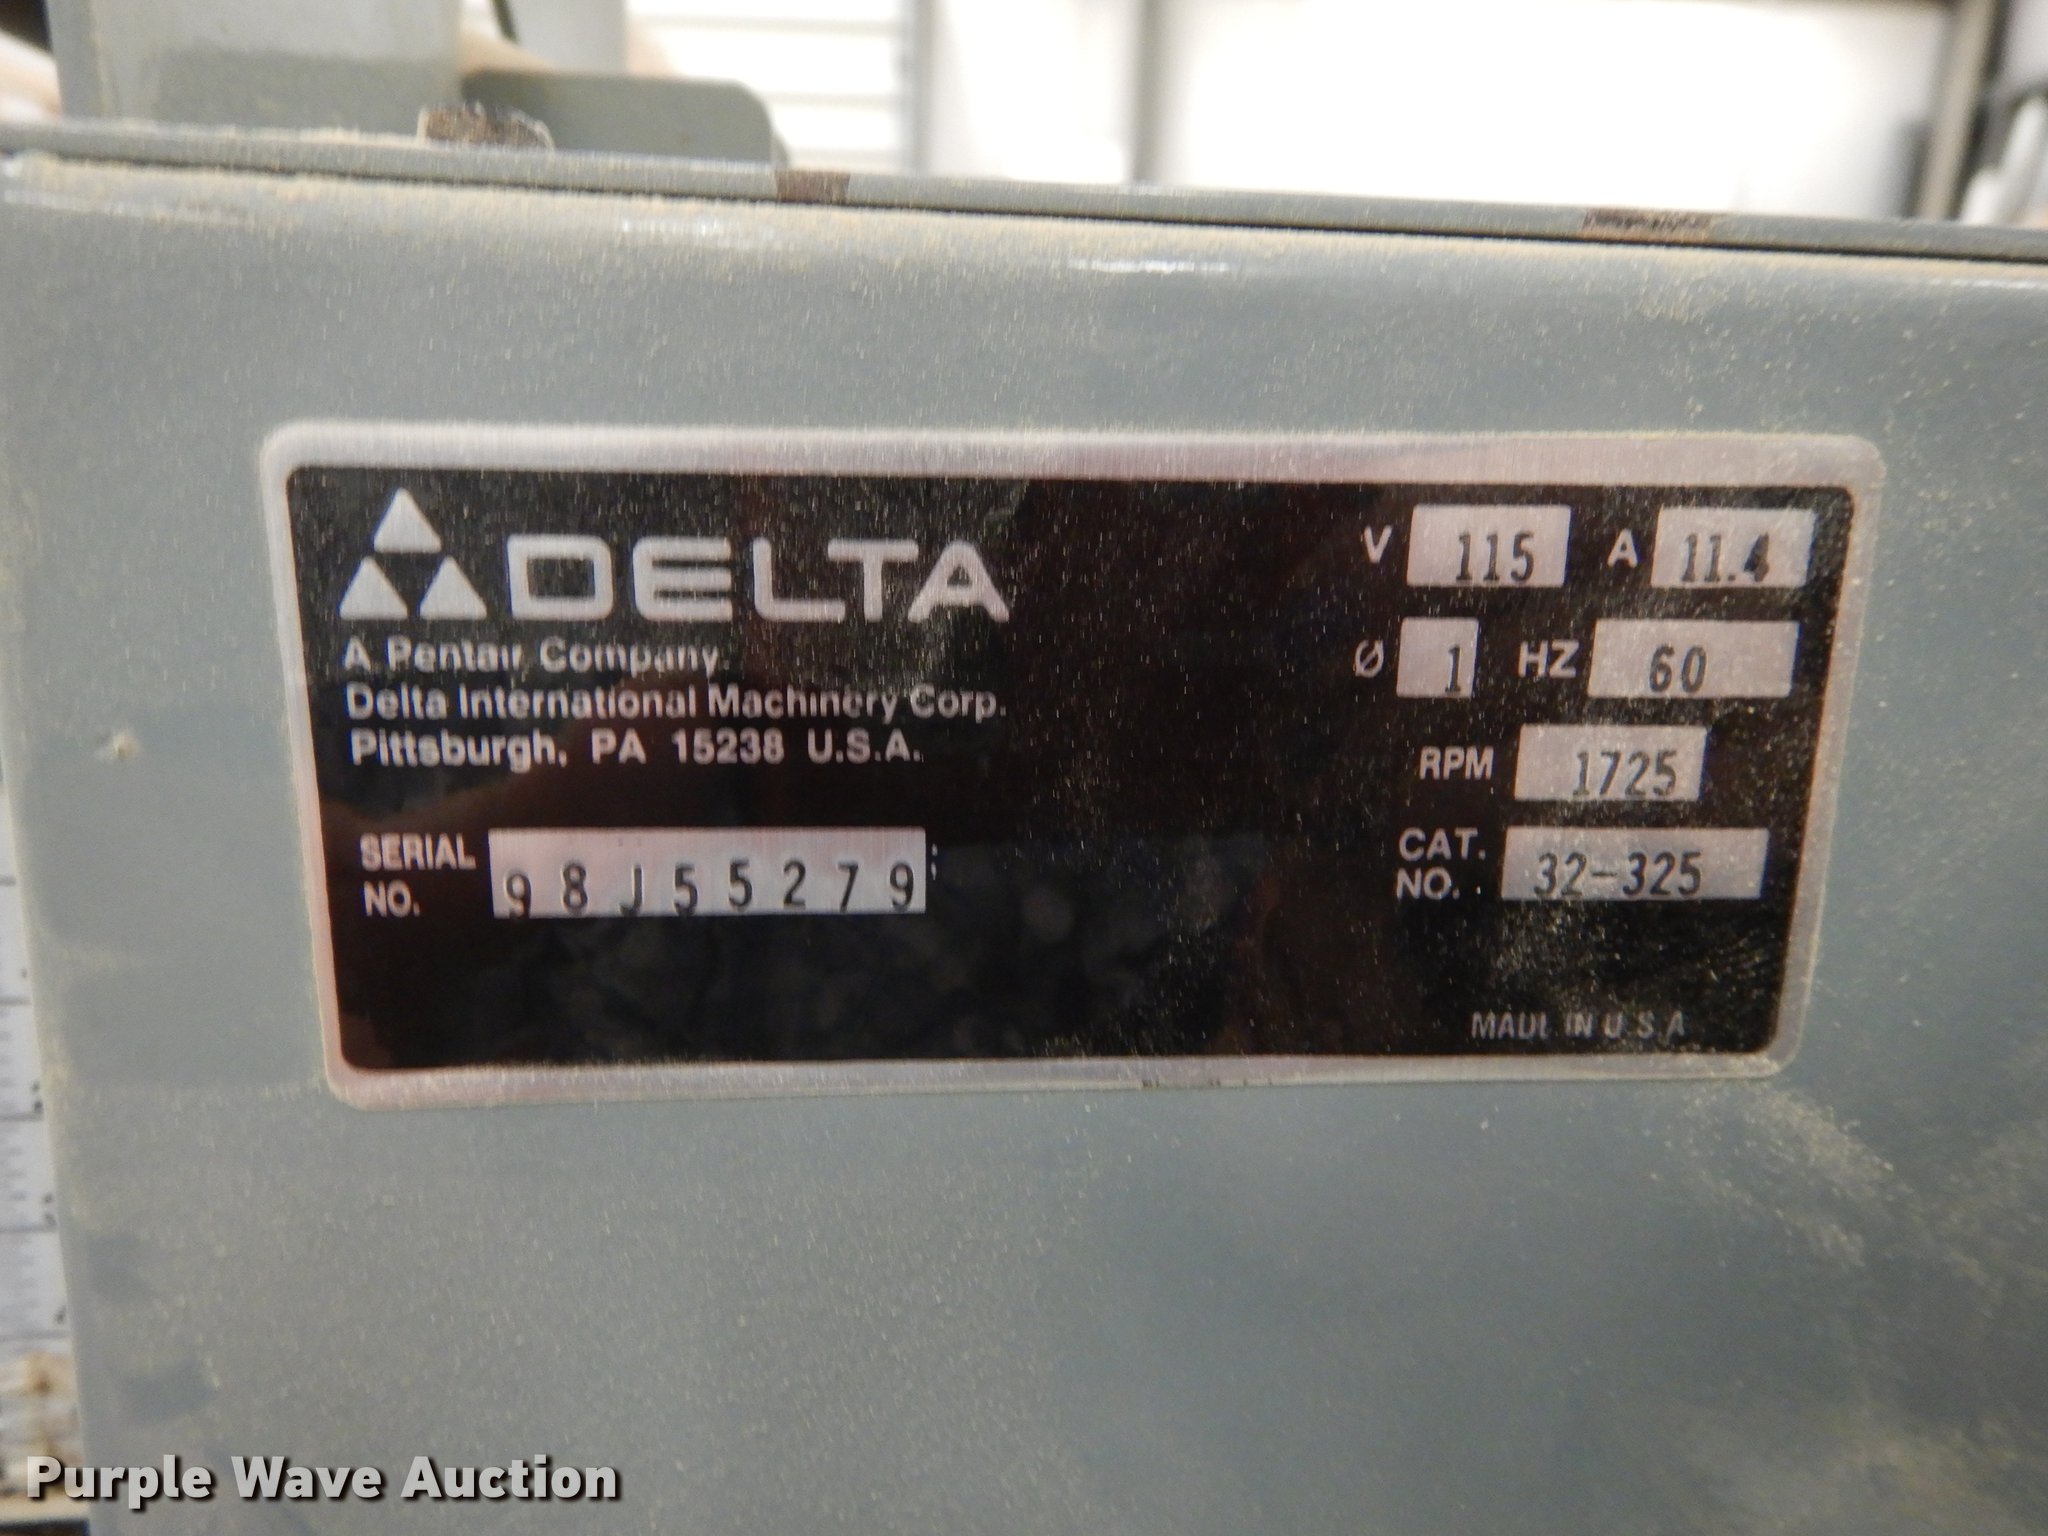 DELTA
A Pentair Company
Delta International Machinery Corp.
Pittsburgh, PA 15238 U.S.A.
SERIAL NO. 98J55279
V 115 A 11.4
Ø 1 HZ 60
RPM 1725
CAT. NO. 32-325
MADE IN U.S.A
Purple Wave Auction